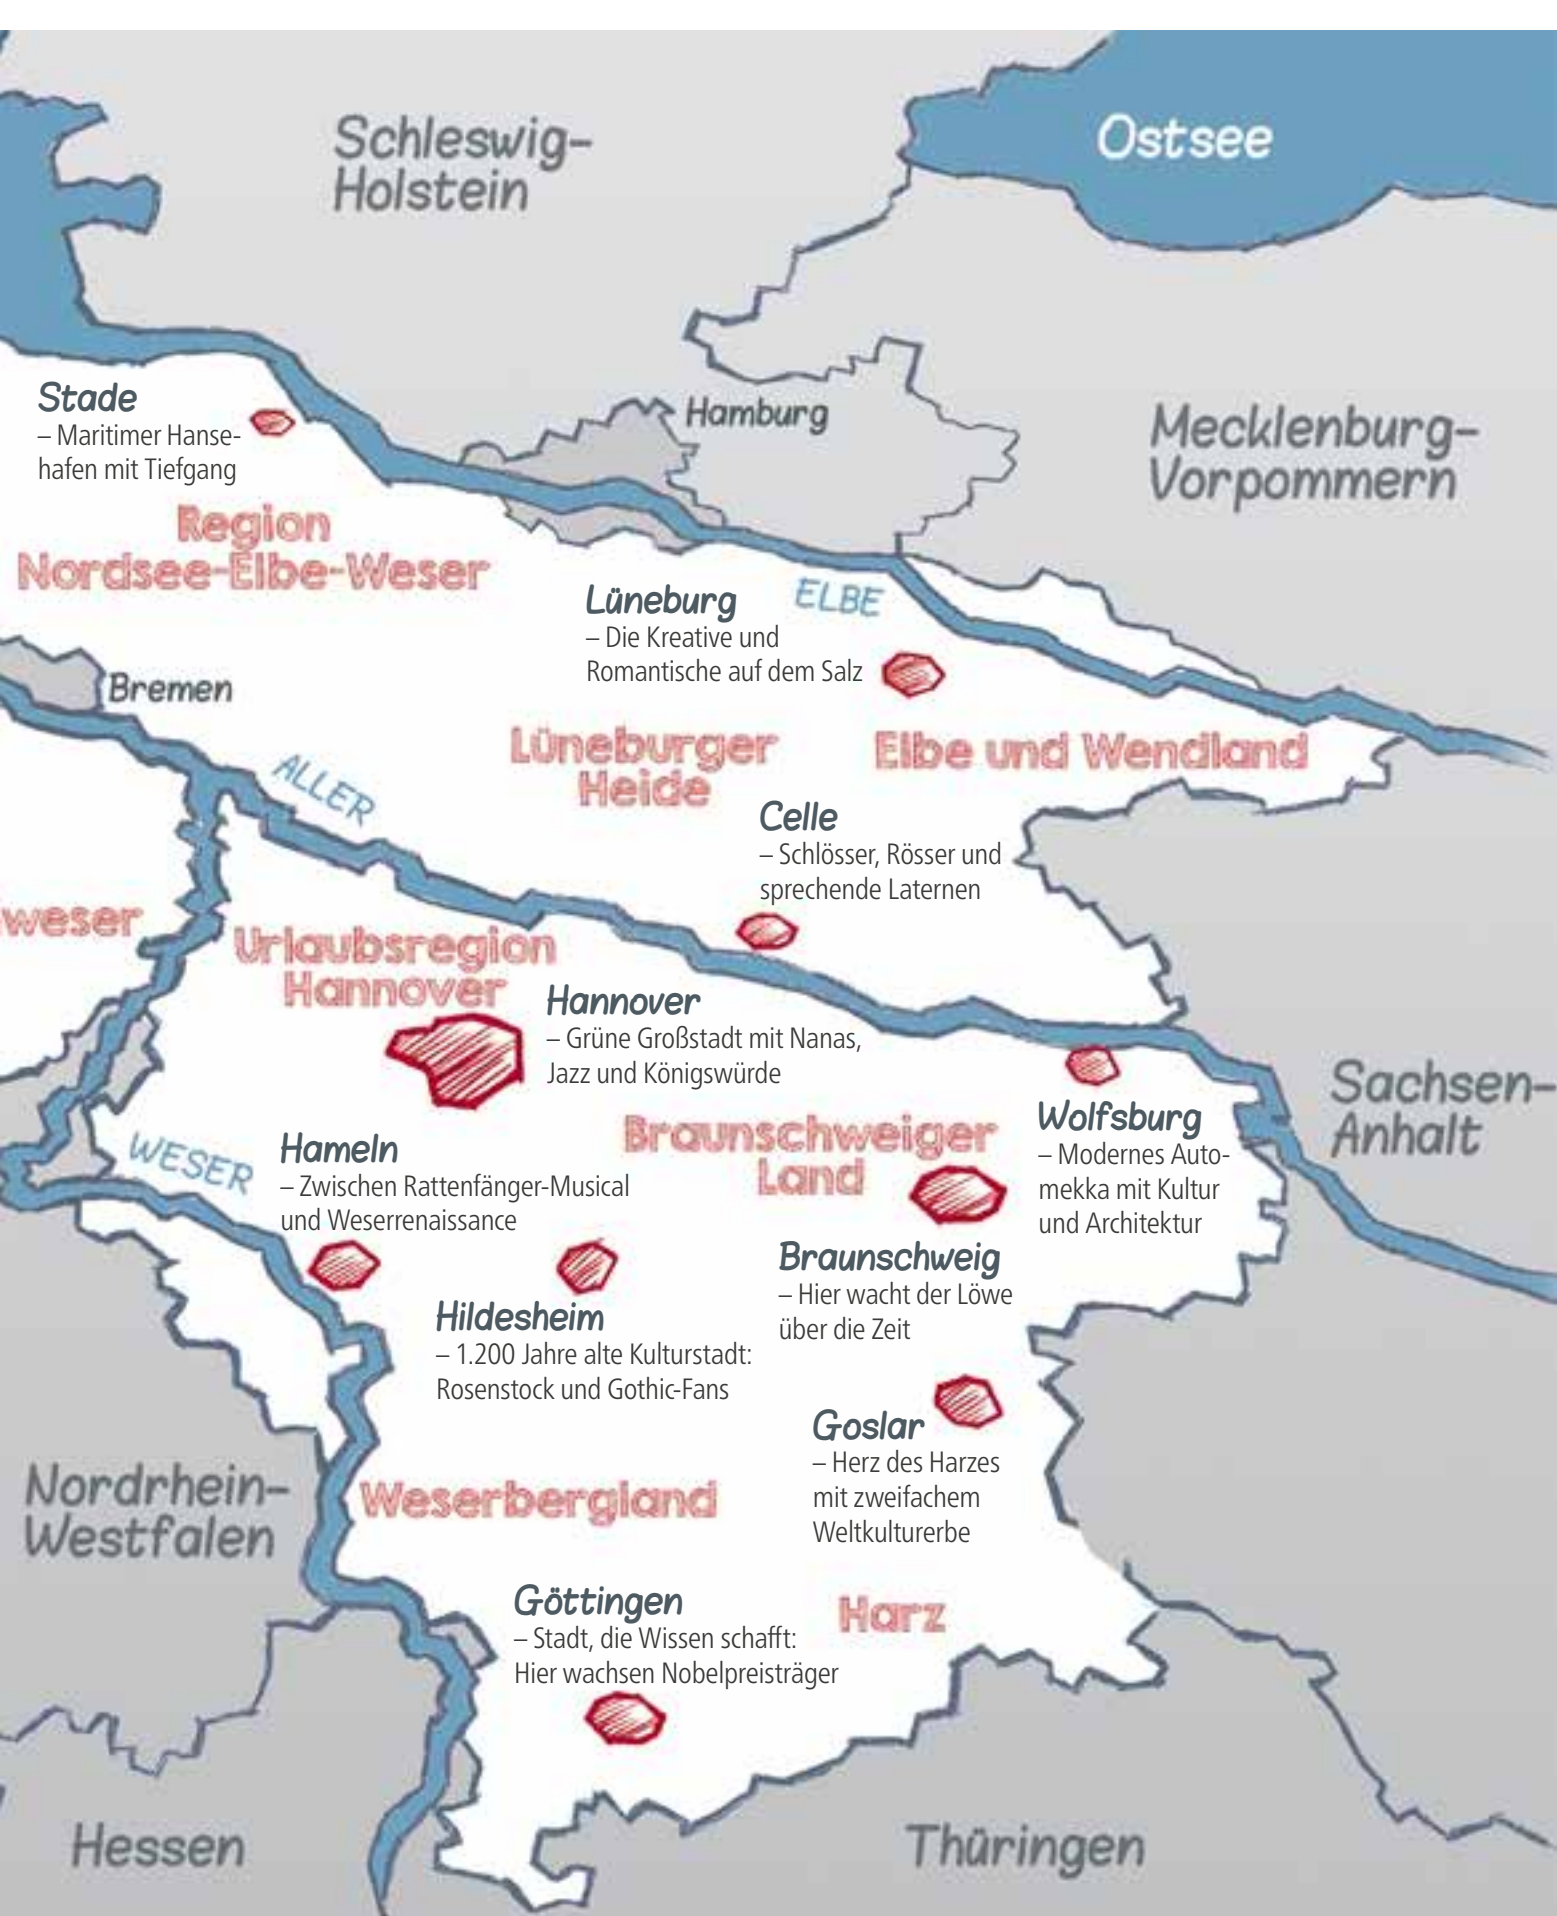 Schleswig-
Holstein
Ostsee
Stade
– Maritimer Hanse-
hafen mit Tiefgang
Hamburg
Mecklenburg-
Vorpommern
Region
Nordsee-Elbe-Weser
Lüneburg
– Die Kreative und
Romantische auf dem Salz
ELBE
Bremen
Lüneburger
Heide
Elbe und Wendland
ALLER
Celle
– Schlösser, Rösser und
sprechende Laternen
weser
Urlaubsregion
Hannover
Hannover
– Grüne Großstadt mit Nanas,
Jazz und Königswürde
Sachsen-
Anhalt
Wolfsburg
– Modernes Auto-
mekka mit Kultur
und Architektur
Braunschweiger
Land
WESER
Hameln
– Zwischen Rattenfänger-Musical
und Weserrenaissance
Braunschweig
– Hier wacht der Löwe
über die Zeit
Hildesheim
– 1.200 Jahre alte Kulturstadt:
Rosenstock und Gothic-Fans
Goslar
– Herz des Harzes
mit zweifachem
Weltkulturerbe
Nordrhein-
Westfalen
Weserbergland
Göttingen
– Stadt, die Wissen schafft:
Hier wachsen Nobelpreisträger
Harz
Hessen
Thüringen